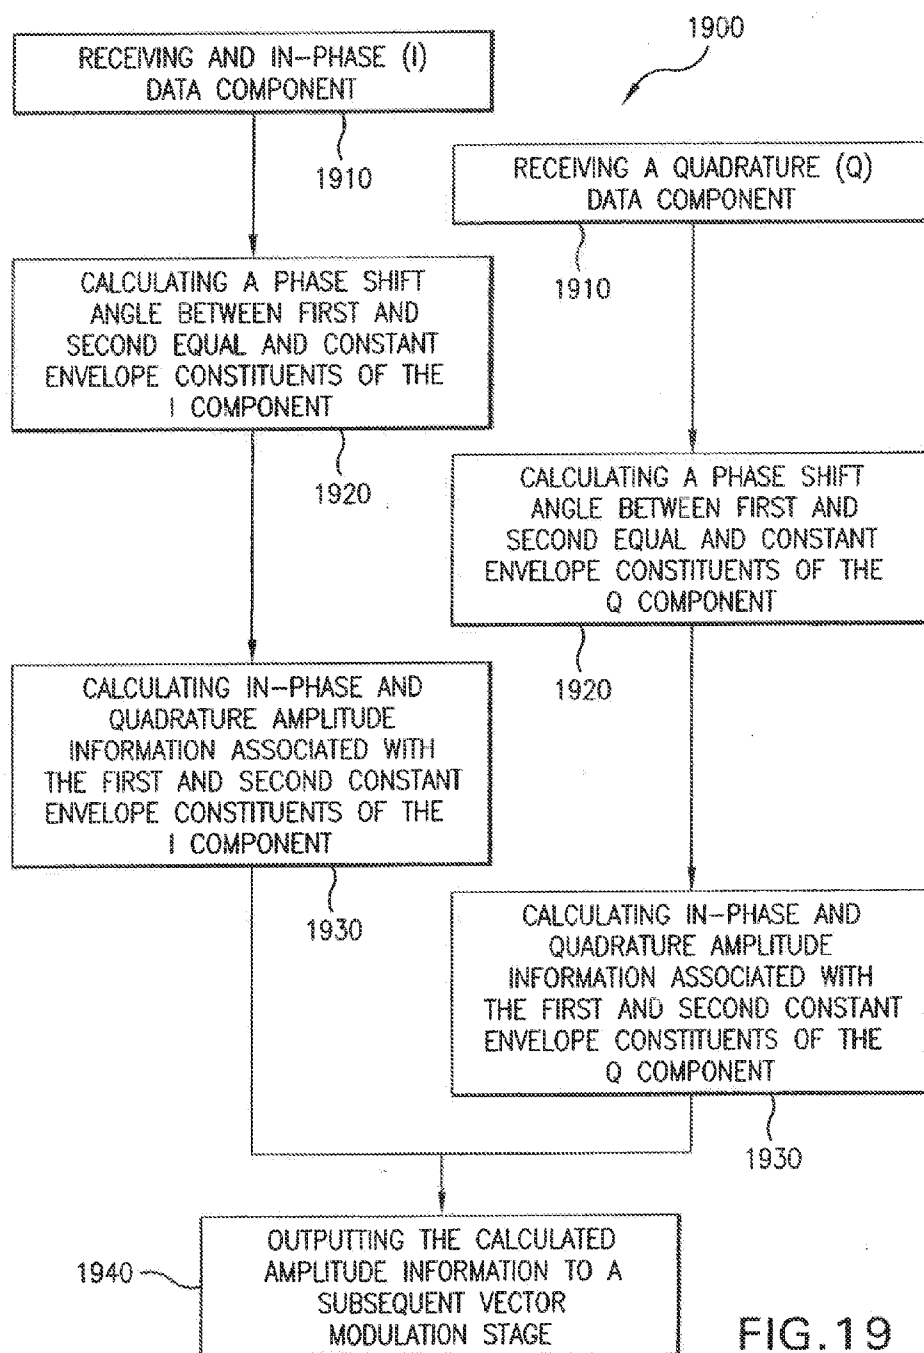 1900
RECEIVING AND IN-PHASE (I)
DATA COMPONENT
1910
RECEIVING A QUADRATURE (Q)
DATA COMPONENT
1910
CALCULATING A PHASE SHIFT
ANGLE BETWEEN FIRST AND
SECOND EQUAL AND CONSTANT
ENVELOPE CONSTITUENTS OF THE
I COMPONENT
1920
CALCULATING A PHASE SHIFT
ANGLE BETWEEN FIRST AND
SECOND EQUAL AND CONSTANT
ENVELOPE CONSTITUENTS OF THE
Q COMPONENT
1920
CALCULATING IN-PHASE AND
QUADRATURE AMPLITUDE
INFORMATION ASSOCIATED WITH
THE FIRST AND SECOND CONSTANT
ENVELOPE CONSTITUENTS OF THE
I COMPONENT
1930
CALCULATING IN-PHASE AND
QUADRATURE AMPLITUDE
INFORMATION ASSOCIATED WITH
THE FIRST AND SECOND CONSTANT
ENVELOPE CONSTITUENTS OF THE
Q COMPONENT
1930
1940
OUTPUTTING THE CALCULATED
AMPLITUDE INFORMATION TO A
SUBSEQUENT VECTOR
MODULATION STAGE
FIG.19